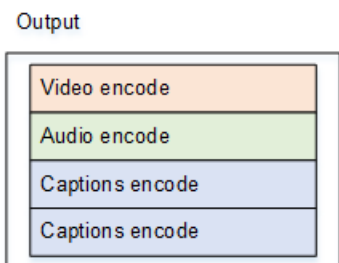 Output
Video encode
Audio encode
Captions encode
Captions encode